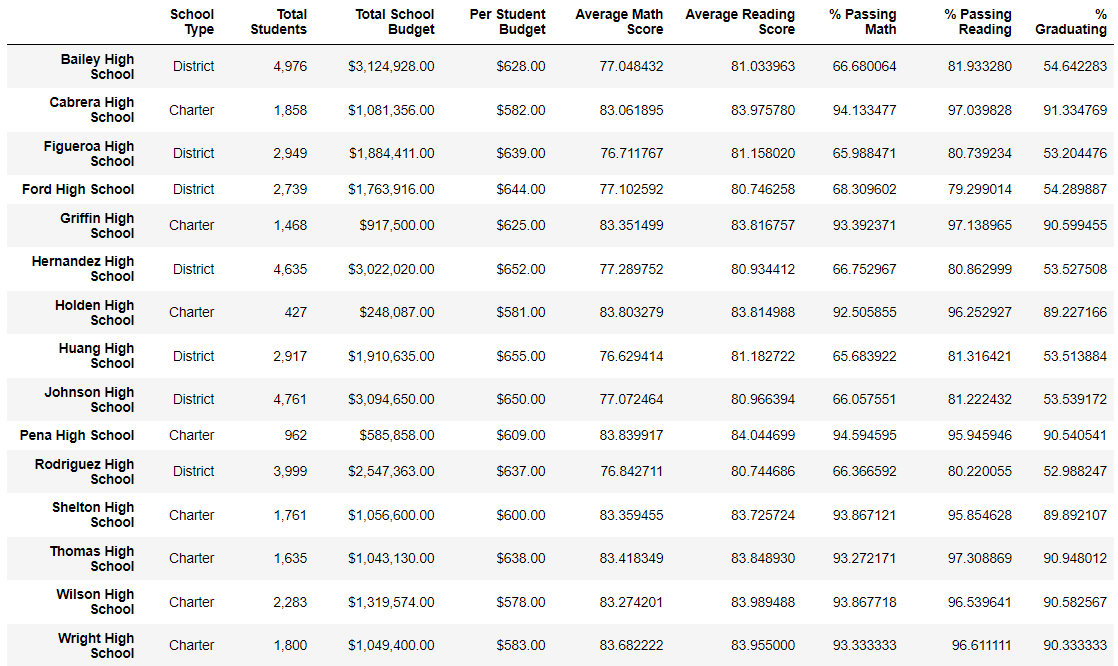 School Type Total Students Total School Budget Per Student Budget Average Math Score Average Reading Score % Passing Math % Passing Reading % Graduating
Bailey High School District 4,976 $3,124,928.00 $628.00 77.048432 81.033963 66.680064 81.933280 54.642283
Cabrera High School Charter 1,858 $1,081,356.00 $582.00 83.061895 83.975780 94.133477 97.039828 91.334769
Figueroa High School District 2,949 $1,884,411.00 $639.00 76.711767 81.158020 65.988471 80.739234 53.204476
Ford High School District 2,739 $1,763,916.00 $644.00 77.102592 80.746258 68.309602 79.299014 54.289887
Griffin High School Charter 1,468 $917,500.00 $625.00 83.351499 83.816757 93.392371 97.138965 90.599455
Hernandez High School District 4,635 $3,022,020.00 $652.00 77.289752 80.934412 66.752967 80.862999 53.527508
Holden High School Charter 427 $248,087.00 $581.00 83.803279 83.814988 92.505855 96.252927 89.227166
Huang High School District 2,917 $1,910,635.00 $655.00 76.629414 81.182722 65.683922 81.316421 53.513884
Johnson High School District 4,761 $3,094,650.00 $650.00 77.072464 80.966394 66.057551 81.222432 53.539172
Pena High School Charter 962 $585,858.00 $609.00 83.839917 84.044699 94.594595 95.945946 90.540541
Rodriguez High School District 3,999 $2,547,363.00 $637.00 76.842711 80.744686 66.366592 80.220055 52.988247
Shelton High School Charter 1,761 $1,056,600.00 $600.00 83.359455 83.725724 93.867121 95.854628 89.892107
Thomas High School Charter 1,635 $1,043,130.00 $638.00 83.418349 83.848930 93.272171 97.308869 90.948012
Wilson High School Charter 2,283 $1,319,574.00 $578.00 83.274201 83.989488 93.867718 96.539641 90.582567
Wright High School Charter 1,800 $1,049,400.00 $583.00 83.682222 83.955000 93.333333 96.611111 90.333333